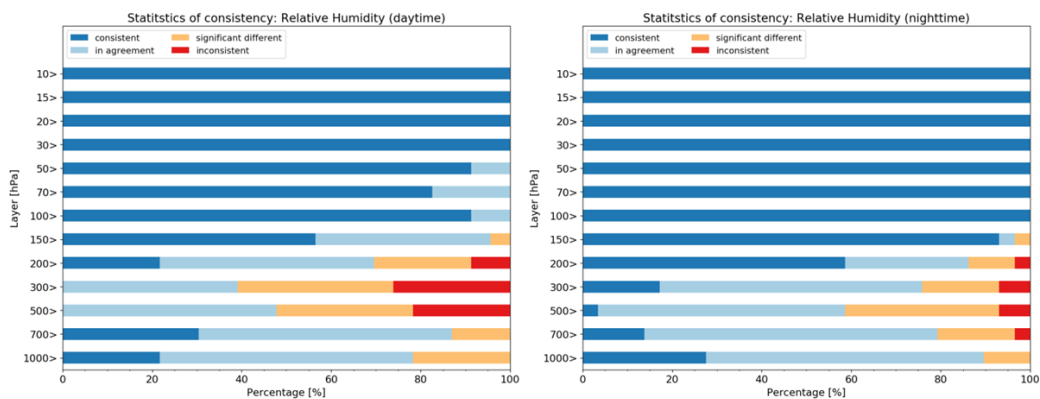 Statitstics of consistency: Relative Humidity (daytime)
consistent
in agreement
significant different
inconsistent
Layer [hPa]
10>
15>
20>
30>
50>
70>
100>
150>
200>
300>
500>
700>
1000>
0 20 40 60 80 100
Percentage [%]
Statitstics of consistency: Relative Humidity (nighttime)
consistent
in agreement
significant different
inconsistent
Layer [hPa]
10>
15>
20>
30>
50>
70>
100>
150>
200>
300>
500>
700>
1000>
0 20 40 60 80 100
Percentage [%]